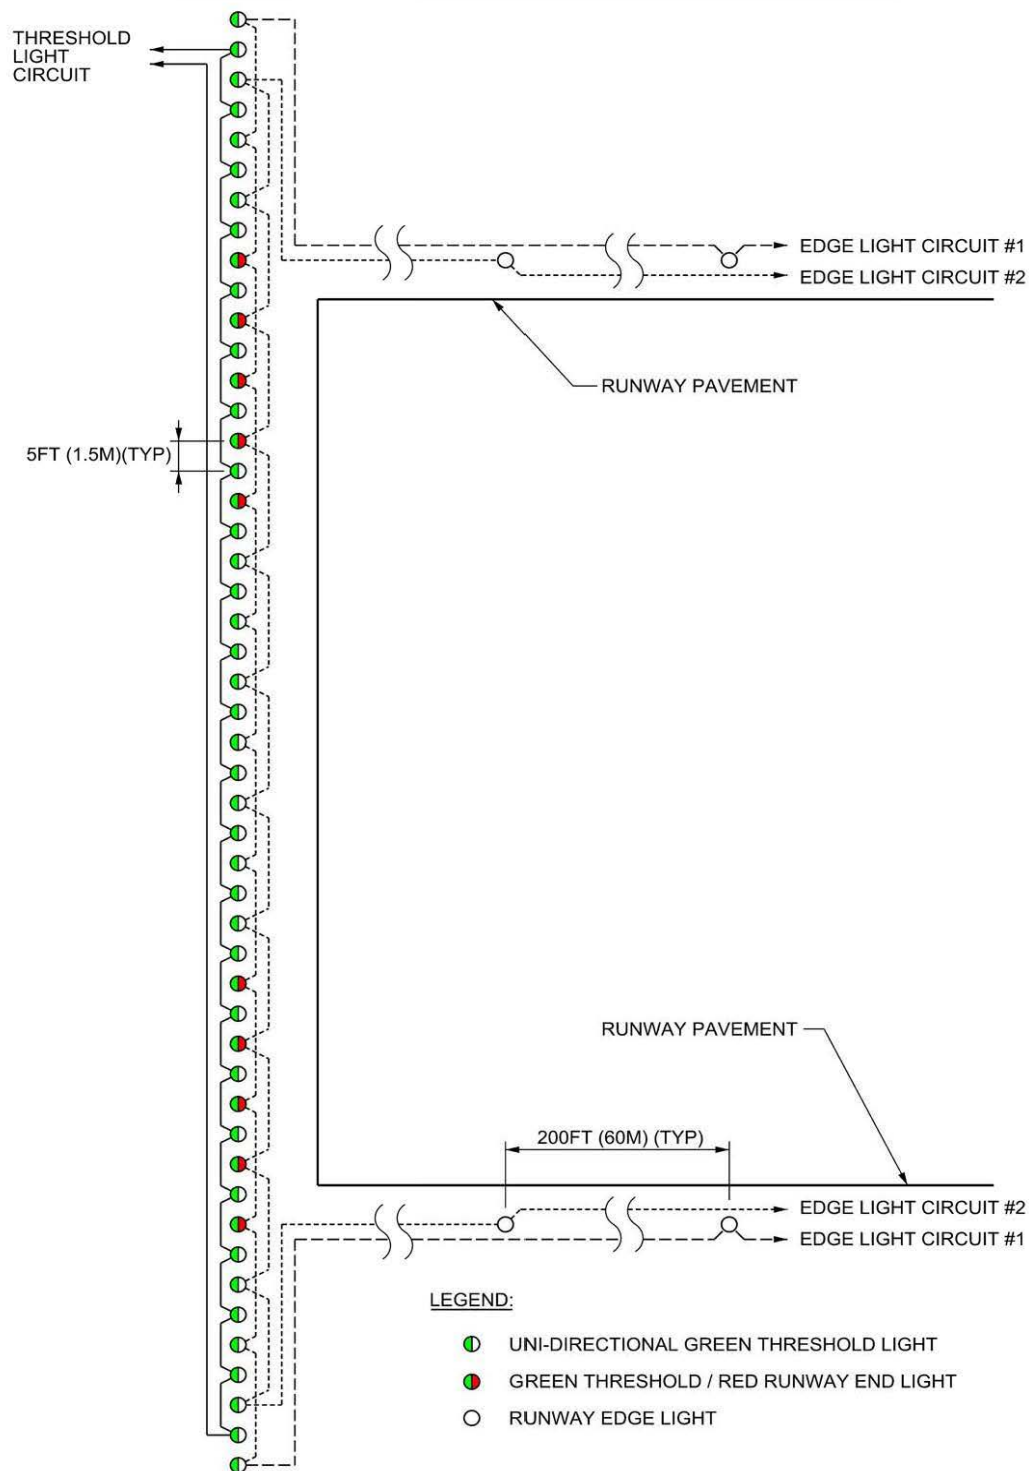 THRESHOLD
LIGHT
CIRCUIT
EDGE LIGHT CIRCUIT #1
EDGE LIGHT CIRCUIT #2
RUNWAY PAVEMENT
5FT (1.5M)(TYP)
RUNWAY PAVEMENT
200FT (60M) (TYP)
EDGE LIGHT CIRCUIT #2
EDGE LIGHT CIRCUIT #1
LEGEND:
UNI-DIRECTIONAL GREEN THRESHOLD LIGHT
GREEN THRESHOLD / RED RUNWAY END LIGHT
RUNWAY EDGE LIGHT